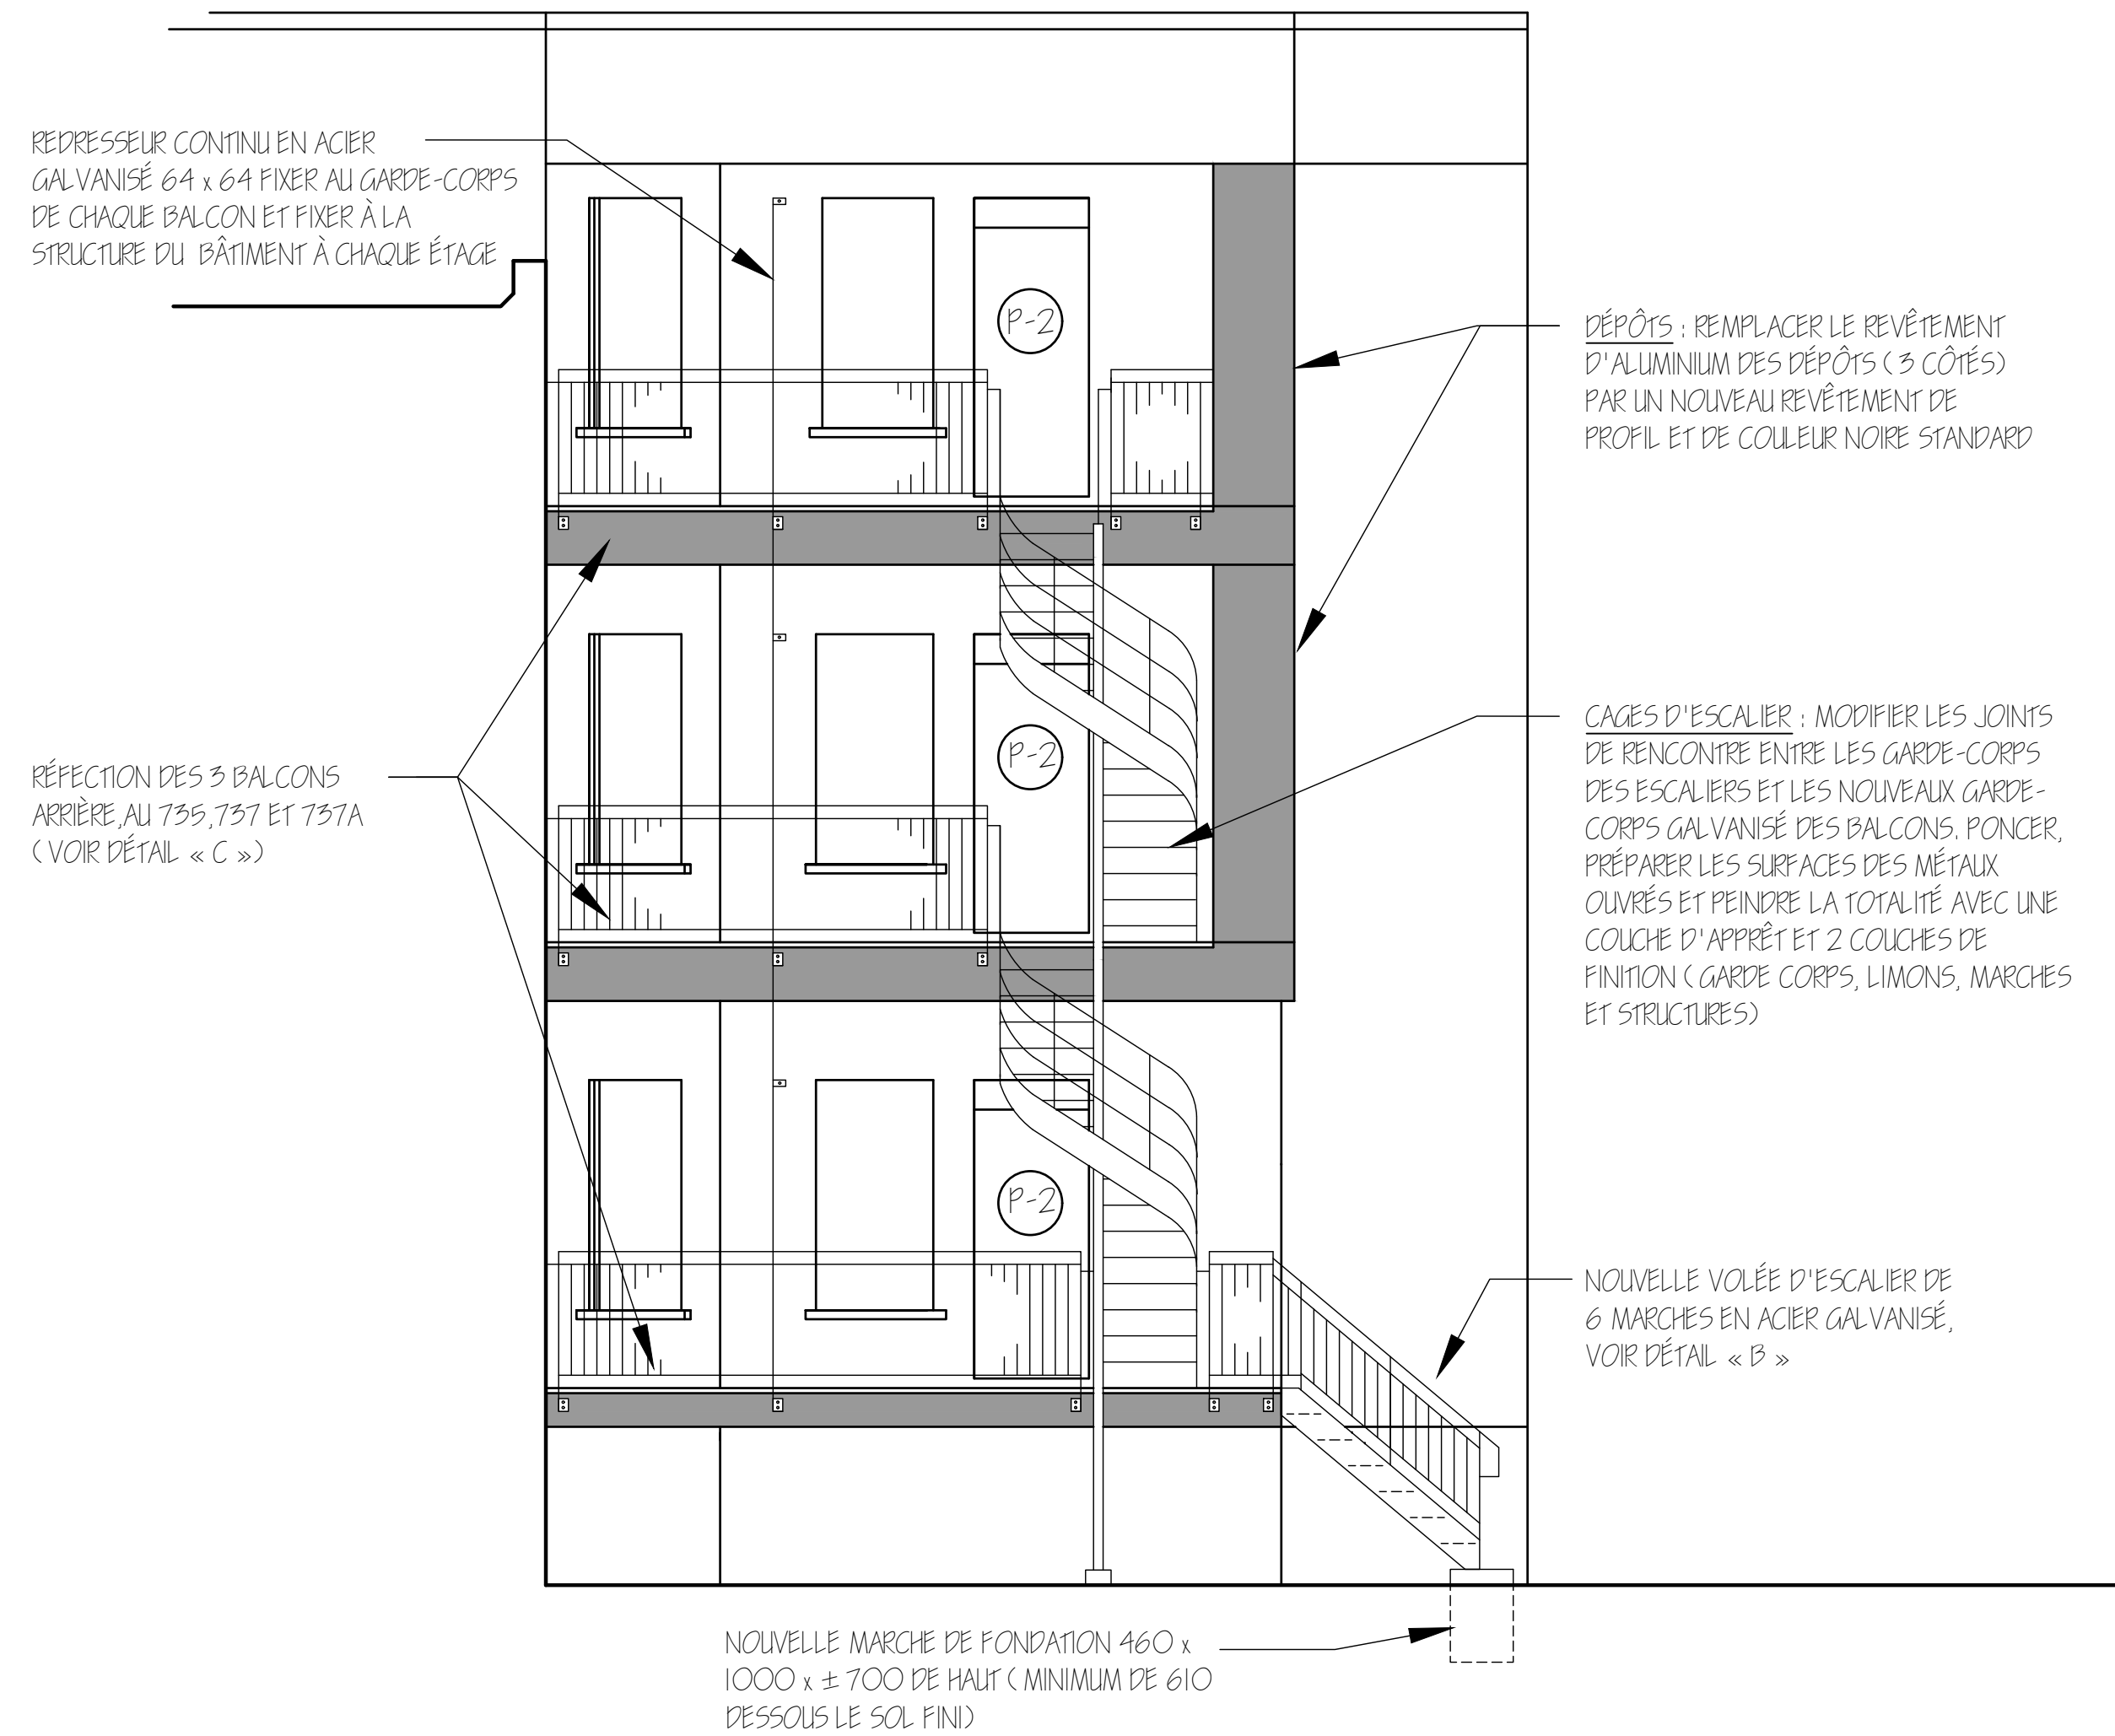 REDRESSEUR CONTINU EN ACIER
GALVANISÉ 64 x 64 FIXER AU GARDE-CORPS
DE CHAQUE BALCON ET FIXER À LA
STRUCTURE DU BÂTIMENT À CHAQUE ÉTAGE
P-2
DÉPÔTS : REMPLACER LE REVÊTEMENT
D'ALUMINIUM DES DÉPÔTS (3 CÔTÉS)
PAR UN NOUVEAU REVÊTEMENT DE
PROFIL ET DE COULEUR NOIRE STANDARD
RÉFECTION DES 3 BALCONS
ARRIÈRE,AU 735,737 ET 737A
(VOIR DÉTAIL « C »)
P-2
CAGES D'ESCALIER : MODIFIER LES JOINTS
DE RENCONTRE ENTRE LES GARDE-CORPS
DES ESCALIERS ET LES NOUVEAUX GARDE-
CORPS GALVANISÉ DES BALCONS. PONCER,
PRÉPARER LES SURFACES DES MÉTAUX
OUVRÉS ET PEINDRE LA TOTALITÉ AVEC UNE
COUCHE D'APPRÊT ET 2 COUCHES DE
FINITION (GARDE CORPS, LIMONS, MARCHES
ET STRUCTURES)
P-2
NOUVELLE VOLÉE D'ESCALIER DE
6 MARCHES EN ACIER GALVANISÉ,
VOIR DÉTAIL « B »
NOUVELLE MARCHE DE FONDATION 460 x
1000 x ± 700 DE HAUT (MINIMUM DE 610
DESSOUS LE SOL FINI)